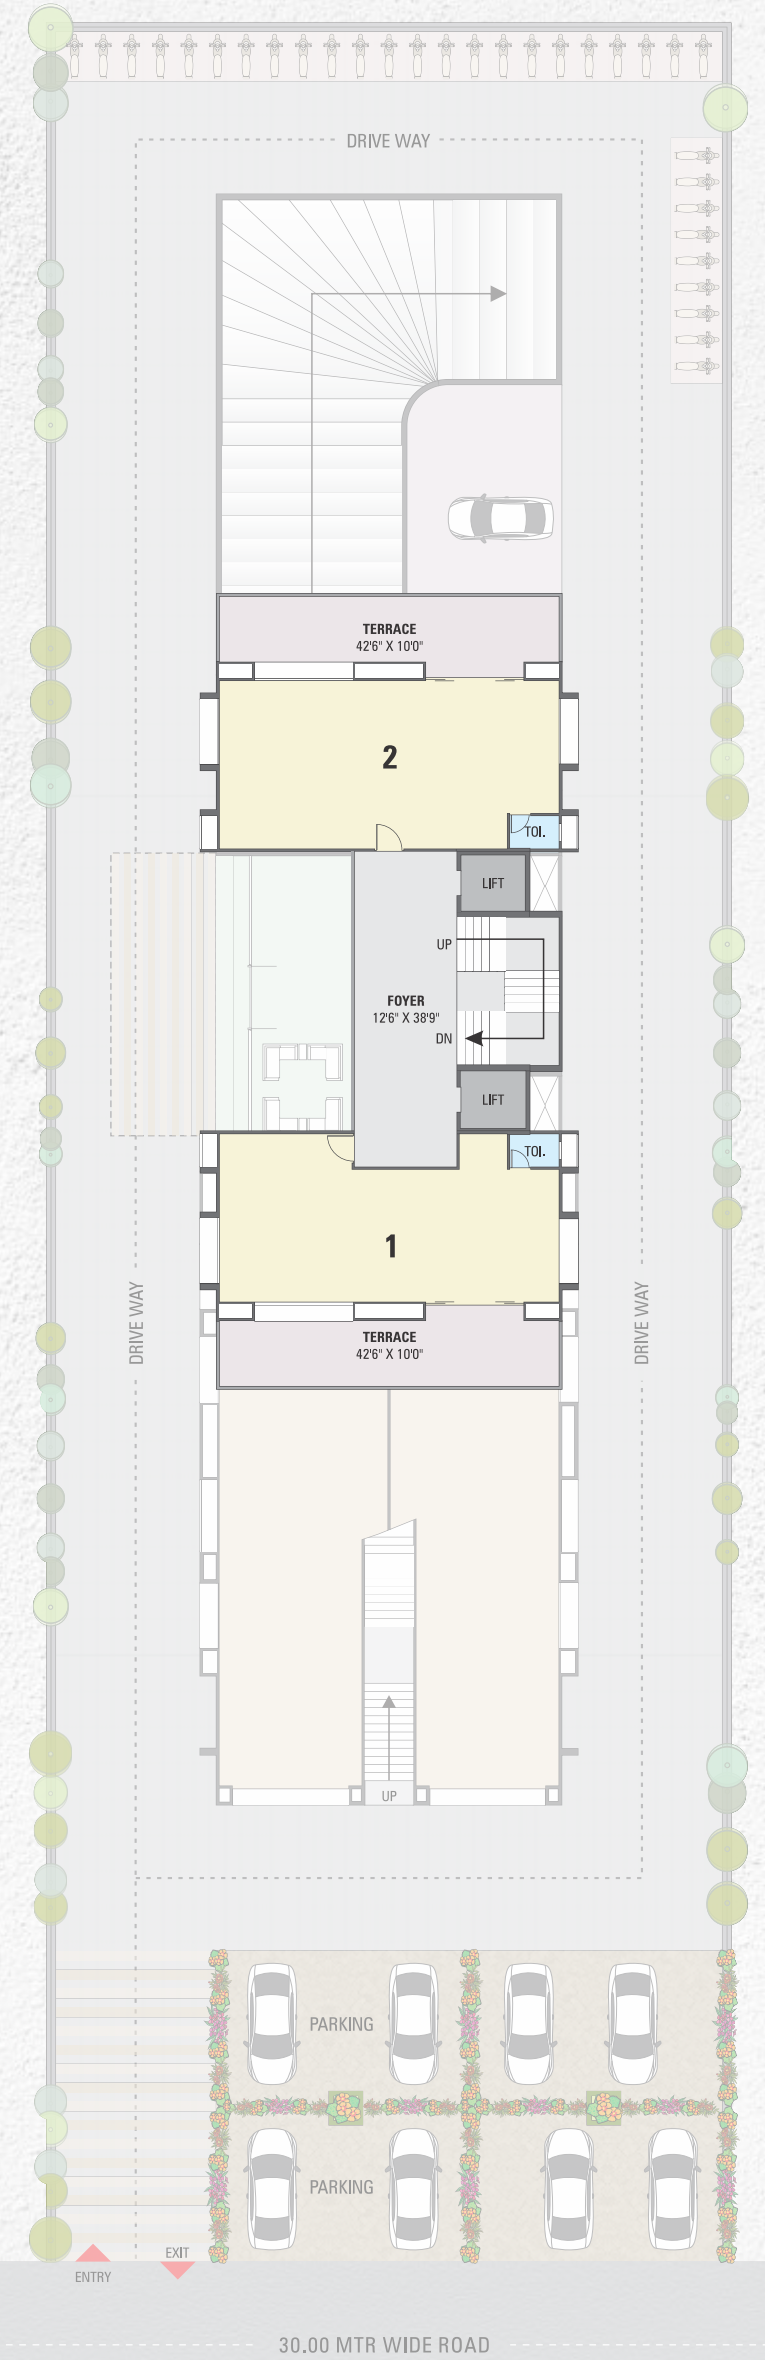 DRIVE WAY
TERRACE
42'6" X 10'0"
2
TOI.
LIFT
UP
FOYER
12'6" X 38'9"
DN
LIFT
TOI.
1
DRIVE WAY
DRIVE WAY
TERRACE
42'6" X 10'0"
UP
PARKING
PARKING
EXIT
ENTRY
30.00 MTR WIDE ROAD